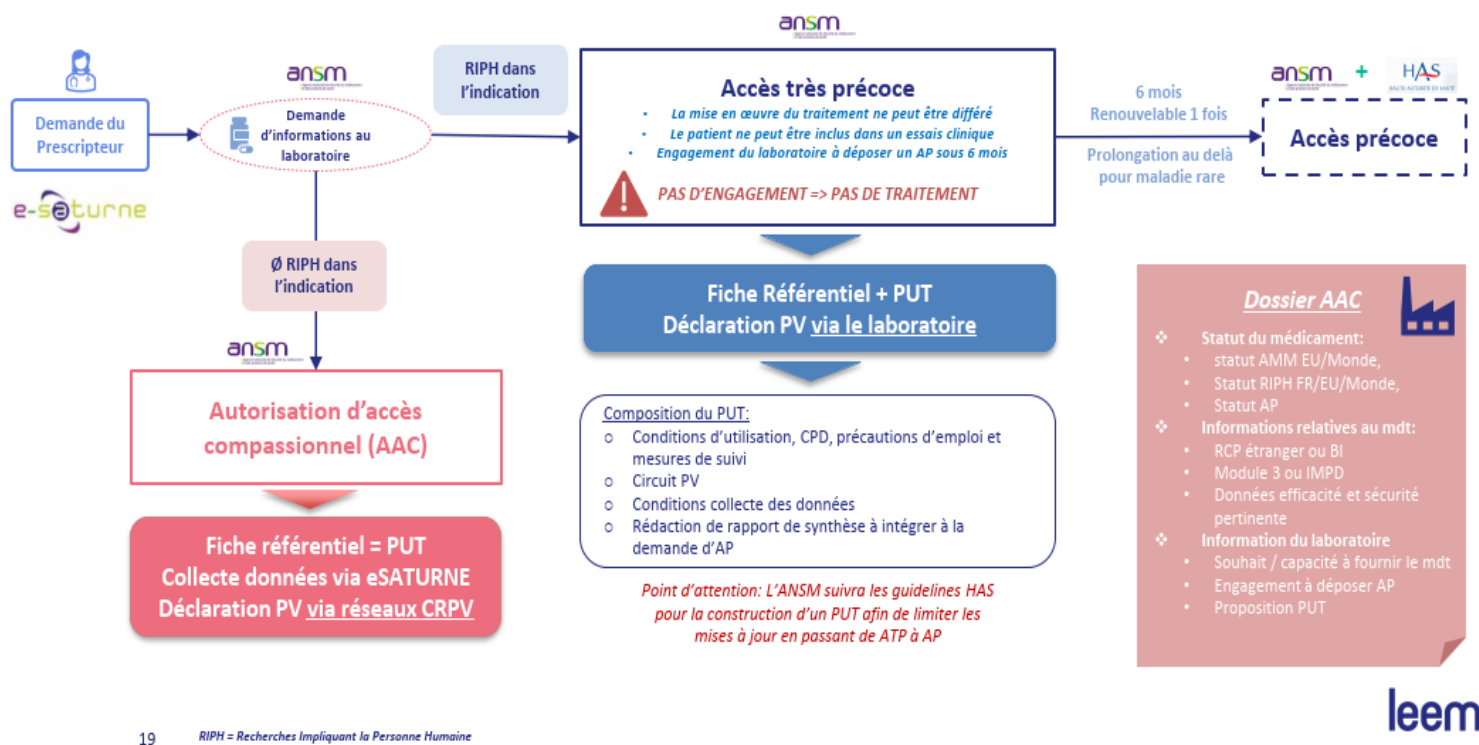 ansm
Demande du
Prescripteur
e-saturne
ansm
Demande
d'informations au
laboratoire
RIPH dans
l'indication
Ø RIPH dans
l'indication
ansm
Accès très précoce
• La mise en œuvre du traitement ne peut être différé
• Le patient ne peut être inclus dans un essais clinique
• Engagement du laboratoire à déposer un AP sous 6 mois
! PAS D'ENGAGEMENT => PAS DE TRAITEMENT
6 mois
Renouvelable 1 fois
Prolongation au delà
pour maladie rare
ansm + HAS
HAUTE AUTORITÉ DE SANTÉ
Accès précoce
Autorisation d'accès
compassionnel (AAC)
Fiche référentiel = PUT
Collecte données via eSATURNE
Déclaration PV via réseaux CRPV
Fiche Référentiel + PUT
Déclaration PV via le laboratoire
Composition du PUT:
o Conditions d'utilisation, CPD, précautions d'emploi et
mesures de suivi
o Circuit PV
o Conditions collecte des données
o Rédaction de rapport de synthèse à intégrer à la
demande d'AP
Point d'attention: L'ANSM suivra les guidelines HAS
pour la construction d'un PUT afin de limiter les
mises à jour en passant de ATP à AP
Dossier AAC
❖ Statut du médicament:
• statut AMM EU/Monde,
• Statut RIPH FR/EU/Monde,
• Statut AP
❖ Informations relatives au mdt:
• RCP étranger ou BI
• Module 3 ou IMPD
• Données efficacité et sécurité
pertinente
❖ Information du laboratoire
• Souhait / capacité à fournir le mdt
• Engagement à déposer AP
• Proposition PUT
leem
19 RIPH = Recherches Impliquant la Personne Humaine